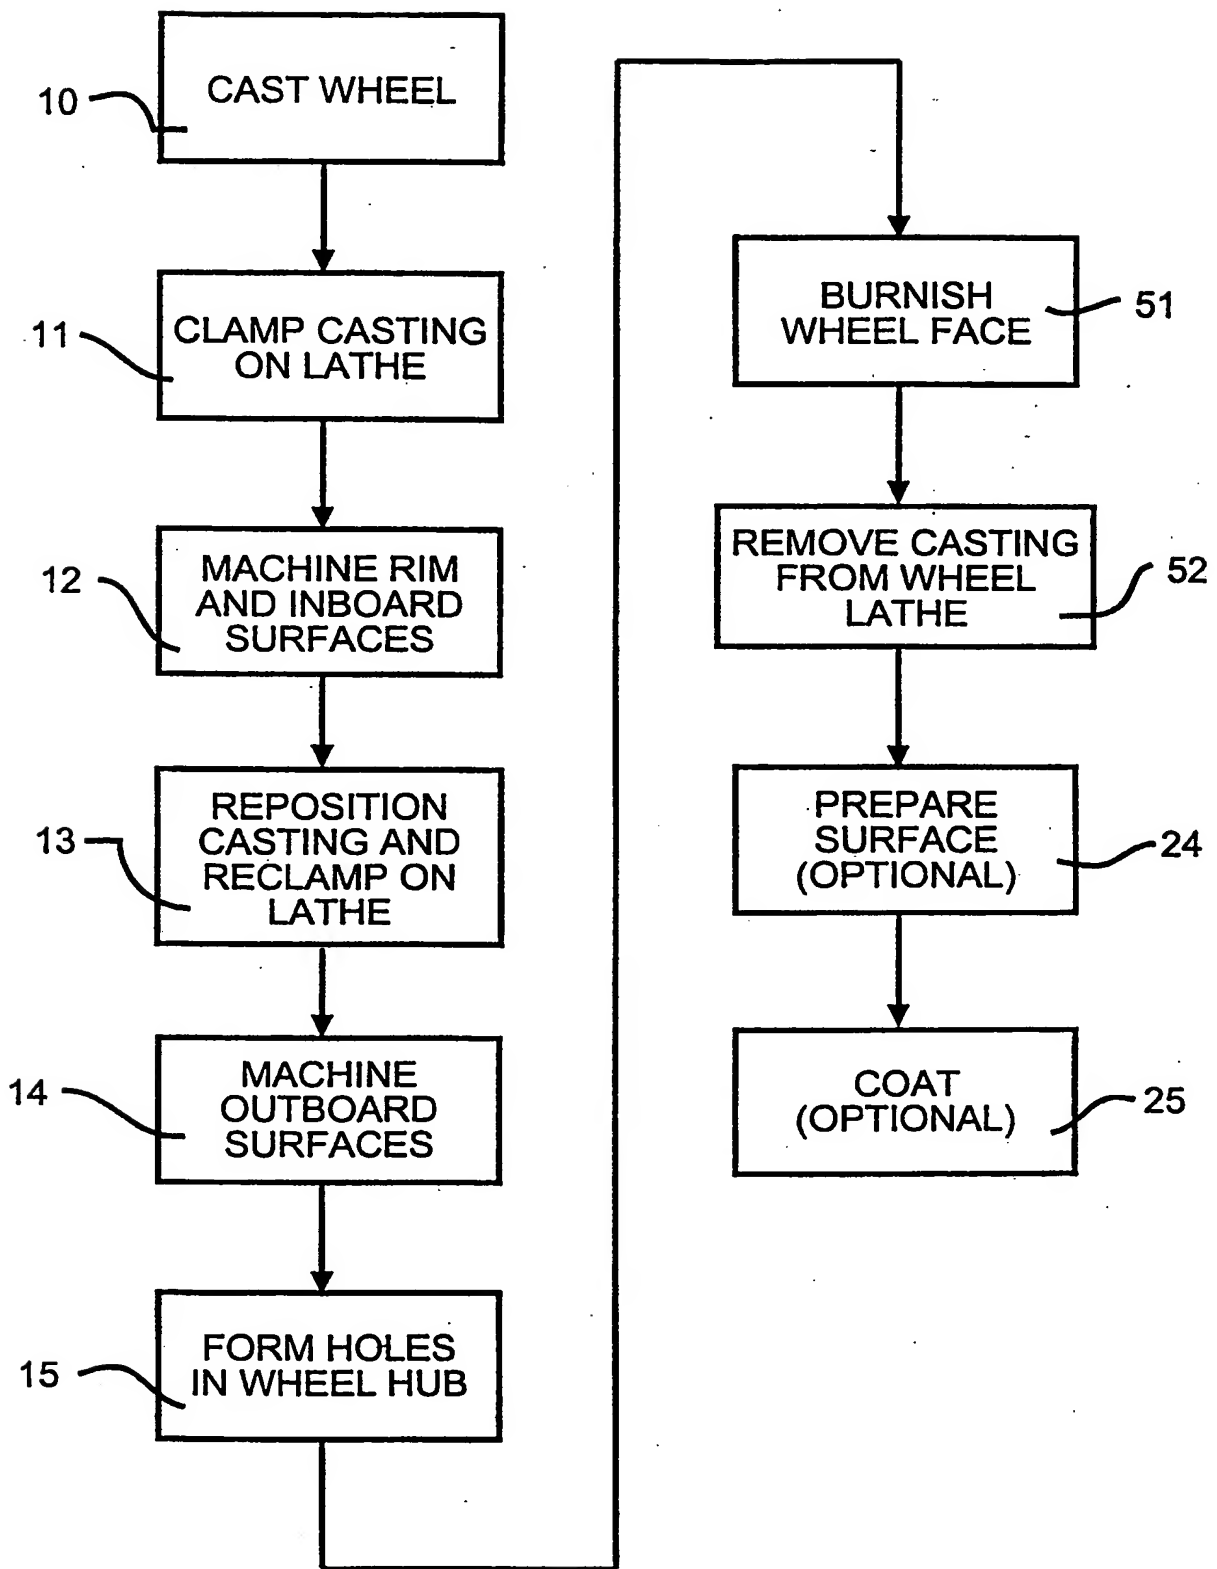 CAST WHEEL
10
CLAMP CASTING
ON LATHE
11
MACHINE RIM
AND INBOARD
SURFACES
12
REPOSITION
CASTING AND
RECLAMP ON
LATHE
13
MACHINE
OUTBOARD
SURFACES
14
FORM HOLES
IN WHEEL HUB
15
BURNISH
WHEEL FACE
51
REMOVE CASTING
FROM WHEEL
LATHE
52
PREPARE
SURFACE
(OPTIONAL)
24
COAT
(OPTIONAL)
25